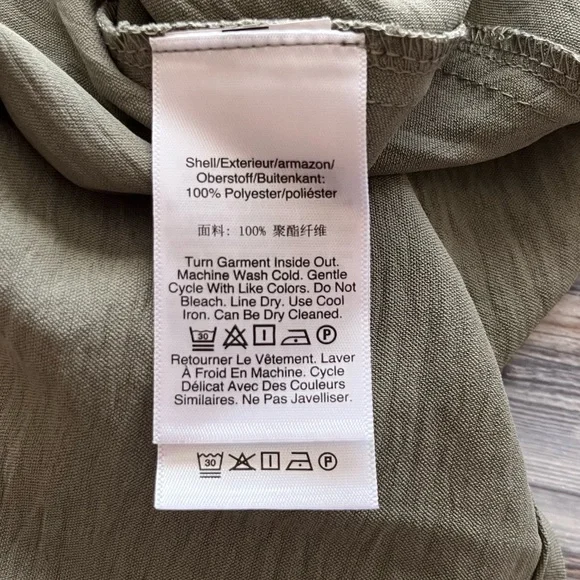 Shell/Exterieur/armazon/
Oberstoff/Buitenkant:
100% Polyester/poliéster
面料: 100% 聚酯纤维
Turn Garment Inside Out.
Machine Wash Cold. Gentle
Cycle With Like Colors. Do Not
Bleach. Line Dry. Use Cool
Iron. Can Be Dry Cleaned.
30 P
Retourner Le Vêtement. Laver
À Froid En Machine. Cycle
Délicat Avec Des Couleurs
Similaires. Ne Pas Javelliser.
30 P